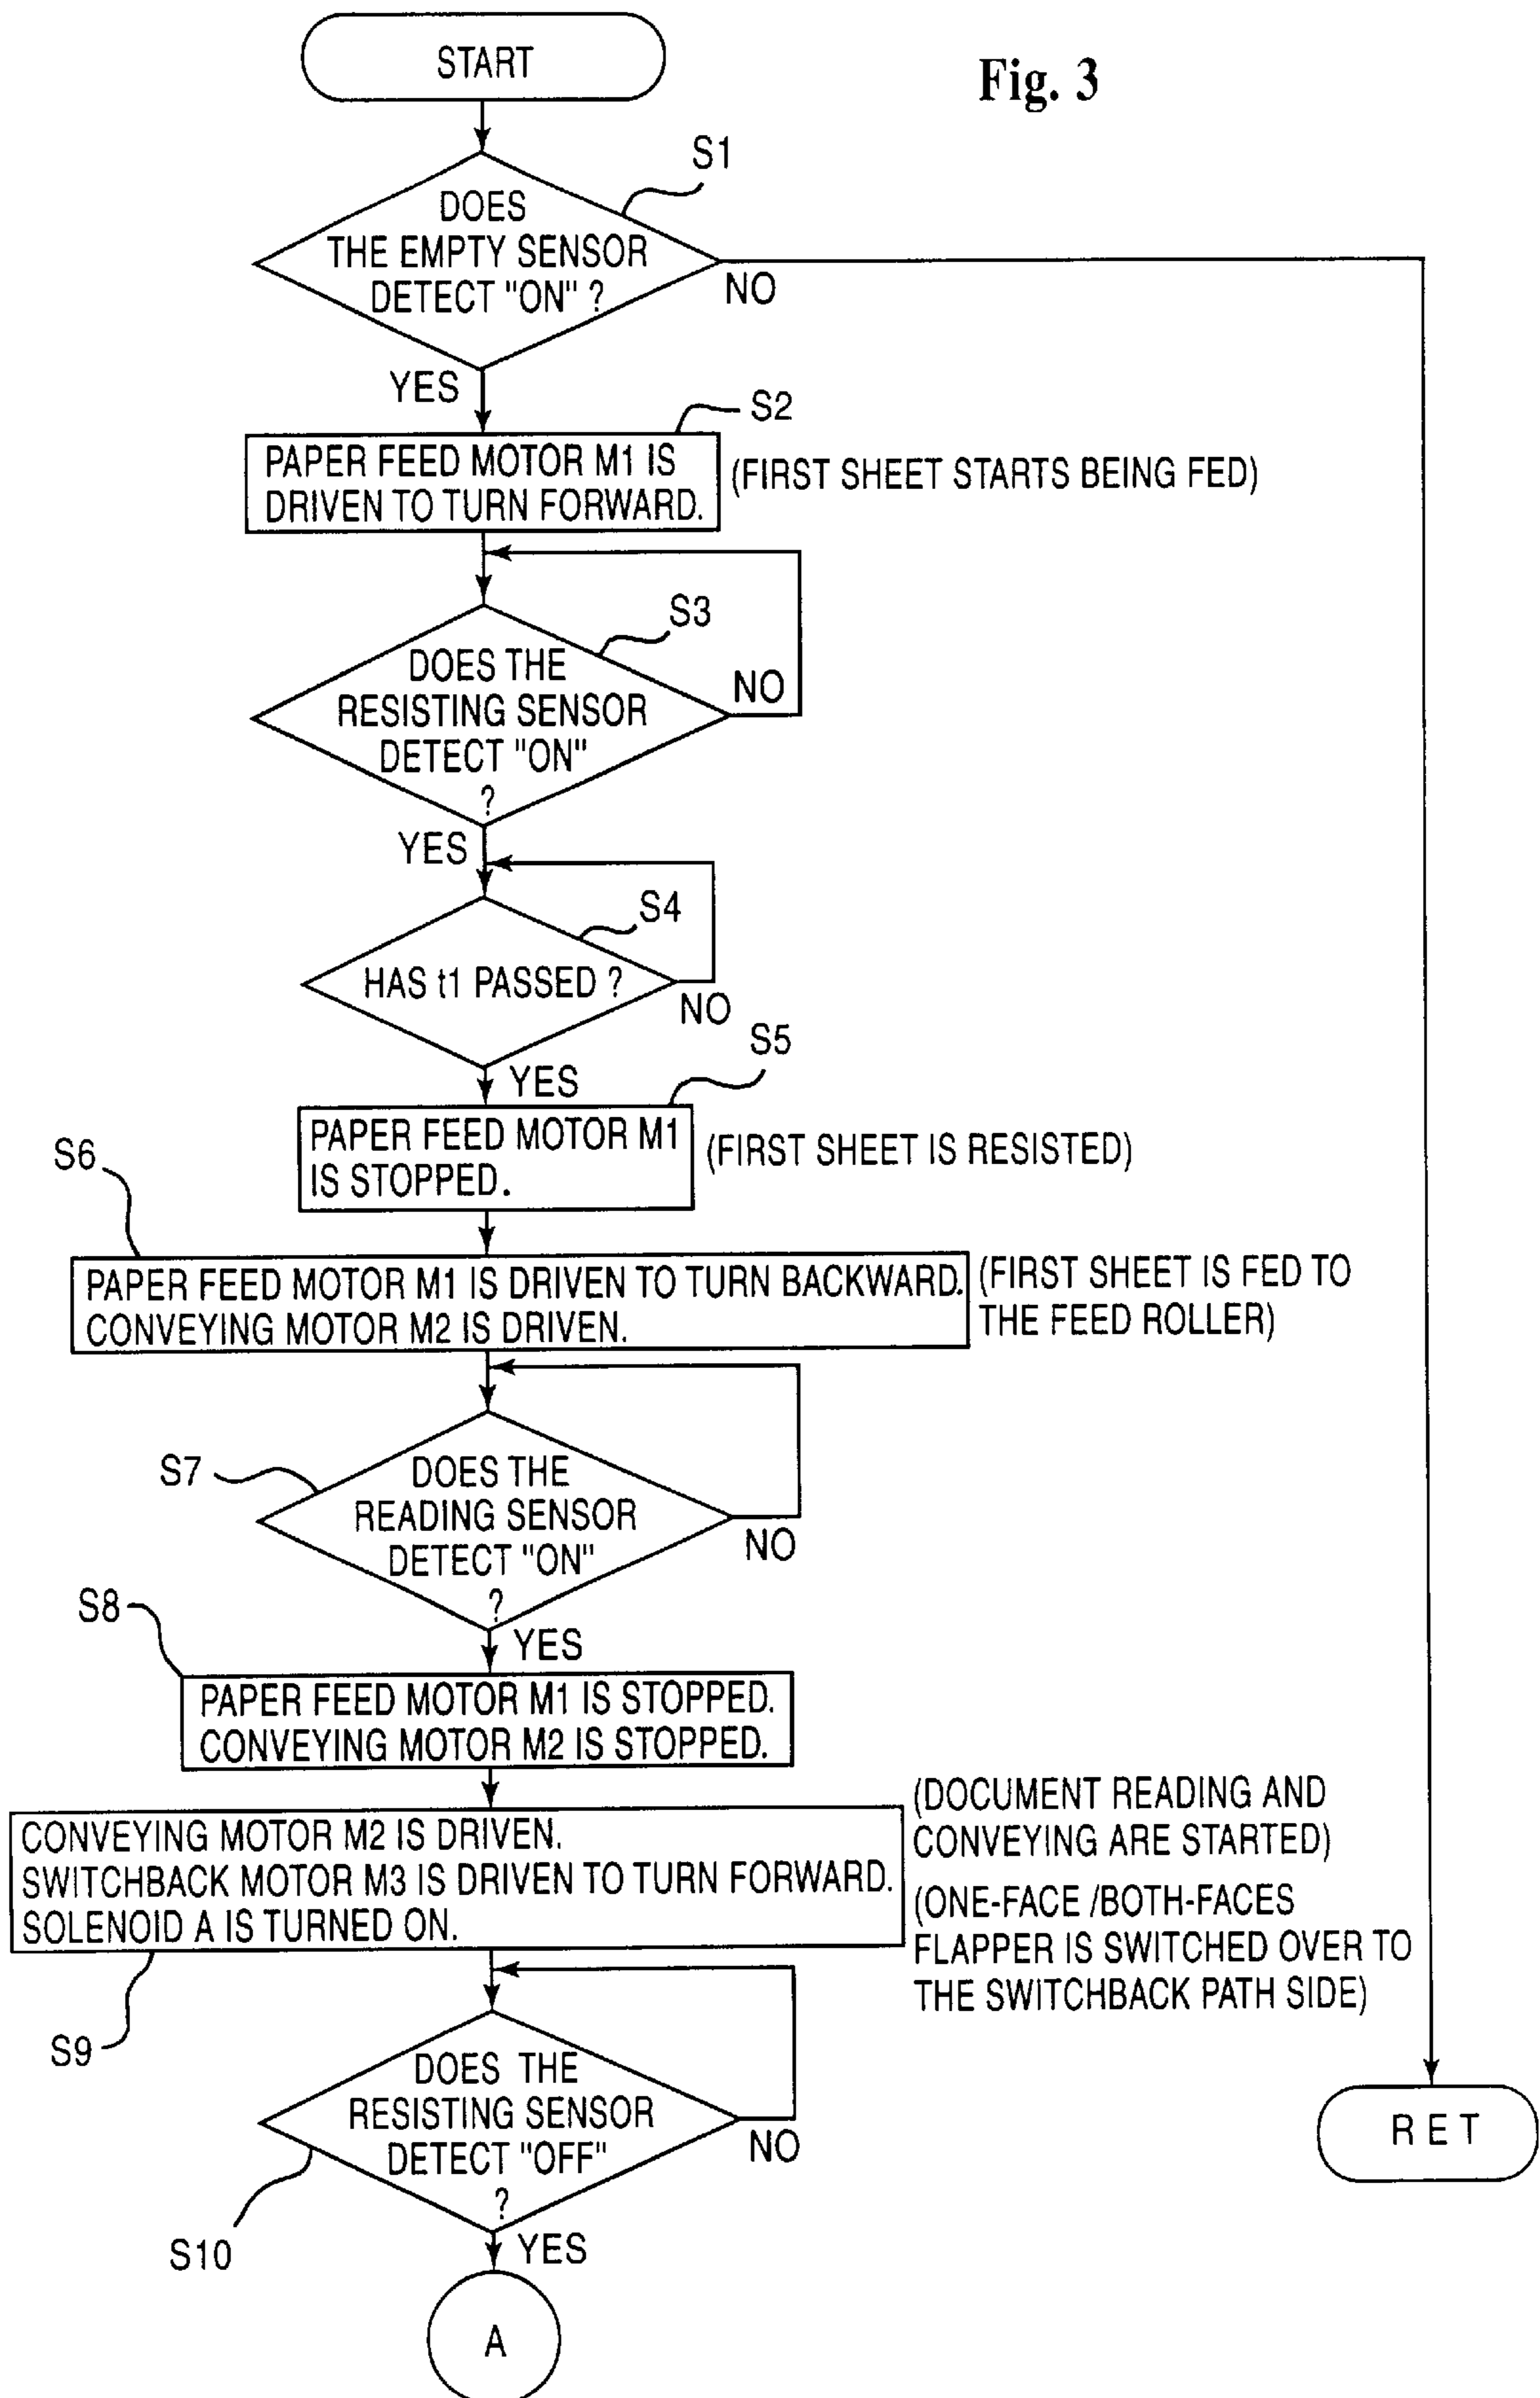 START
Fig. 3
S1
DOES
THE EMPTY SENSOR
DETECT "ON" ?
NO
YES
S2
PAPER FEED MOTOR M1 IS
DRIVEN TO TURN FORWARD.
(FIRST SHEET STARTS BEING FED)
S3
DOES THE
RESISTING SENSOR
DETECT "ON"
?
NO
YES
S4
HAS t1 PASSED ?
NO
YES
S5
PAPER FEED MOTOR M1
IS STOPPED.
(FIRST SHEET IS RESISTED)
S6
PAPER FEED MOTOR M1 IS DRIVEN TO TURN BACKWARD.
CONVEYING MOTOR M2 IS DRIVEN.
(FIRST SHEET IS FED TO
THE FEED ROLLER)
S7
DOES THE
READING SENSOR
DETECT "ON"
?
NO
YES
S8
PAPER FEED MOTOR M1 IS STOPPED.
CONVEYING MOTOR M2 IS STOPPED.
CONVEYING MOTOR M2 IS DRIVEN.
SWITCHBACK MOTOR M3 IS DRIVEN TO TURN FORWARD.
SOLENOID A IS TURNED ON.
(DOCUMENT READING AND
CONVEYING ARE STARTED)
(ONE-FACE /BOTH-FACES
FLAPPER IS SWITCHED OVER TO
THE SWITCHBACK PATH SIDE)
S9
DOES THE
RESISTING SENSOR
DETECT "OFF"
?
NO
S10
YES
A
RET